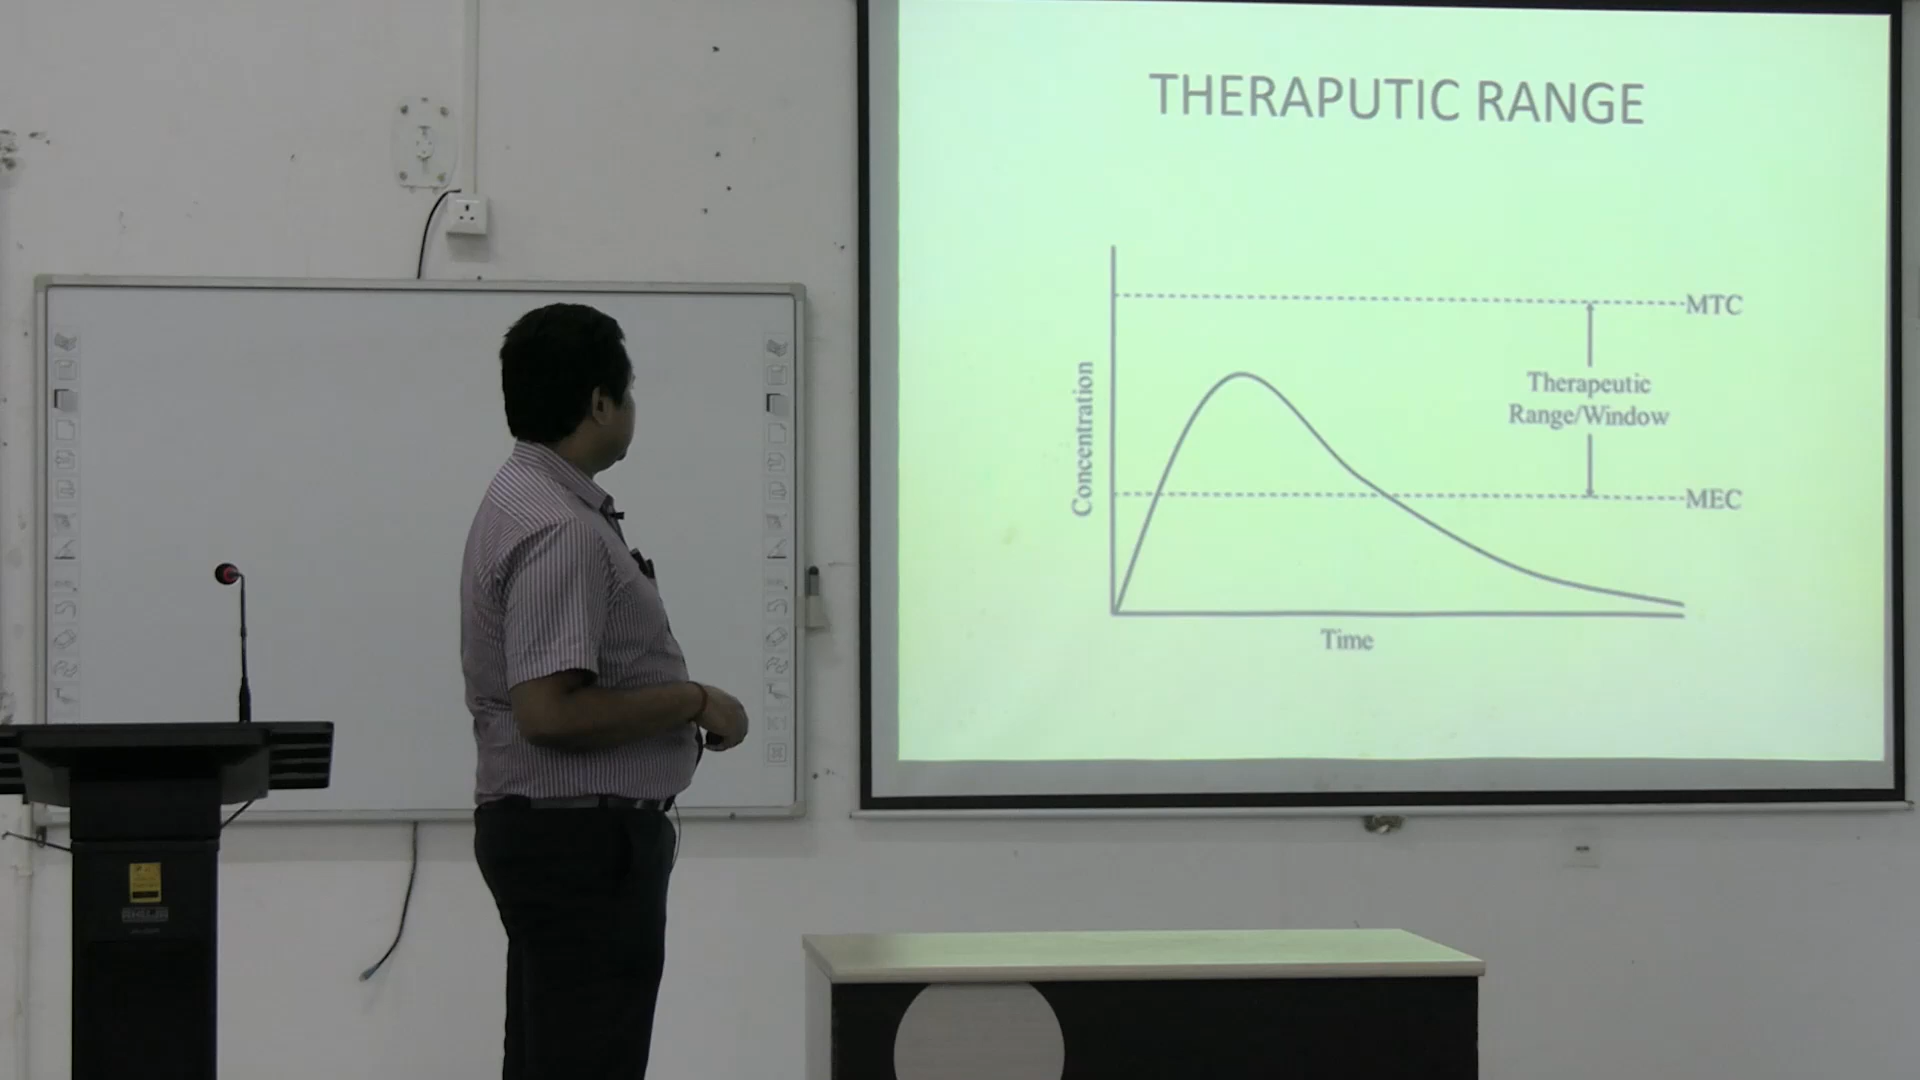 THERAPUTIC RANGE
MTC
Therapeutic
Range/Window
MEC
Concentration
Time